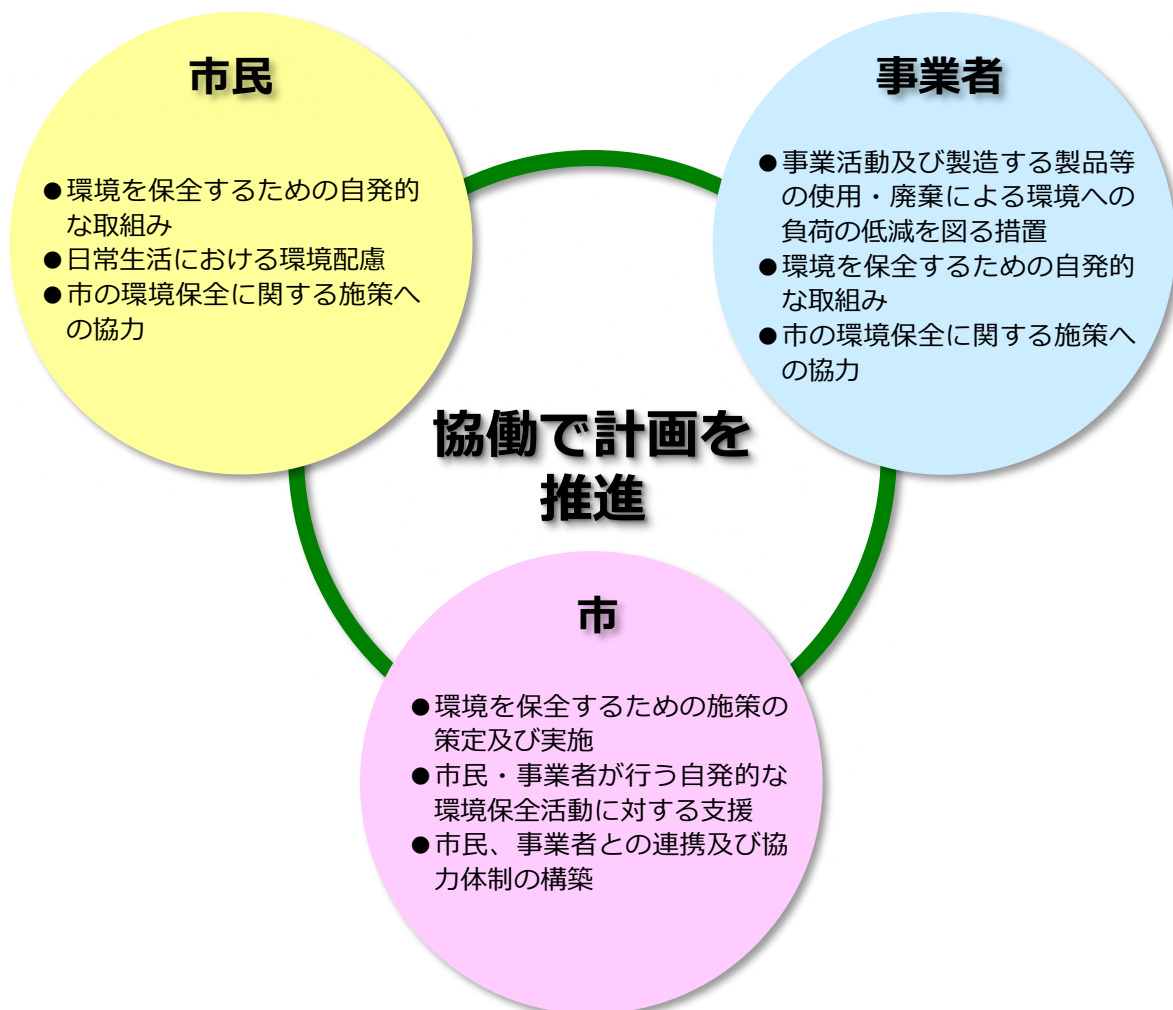 市民
●環境を保全するための自発的
な取組み
●日常生活における環境配慮
●市の環境保全に関する施策へ
の協力
事業者
●事業活動及び製造する製品等
の使用・廃棄による環境への
負荷の低減を図る措置
●環境を保全するための自発的
な取組み
●市の環境保全に関する施策へ
の協力
協働で計画を
推進
市
●環境を保全するための施策の
策定及び実施
●市民・事業者が行う自発的な
環境保全活動に対する支援
●市民、事業者との連携及び協
力体制の構築